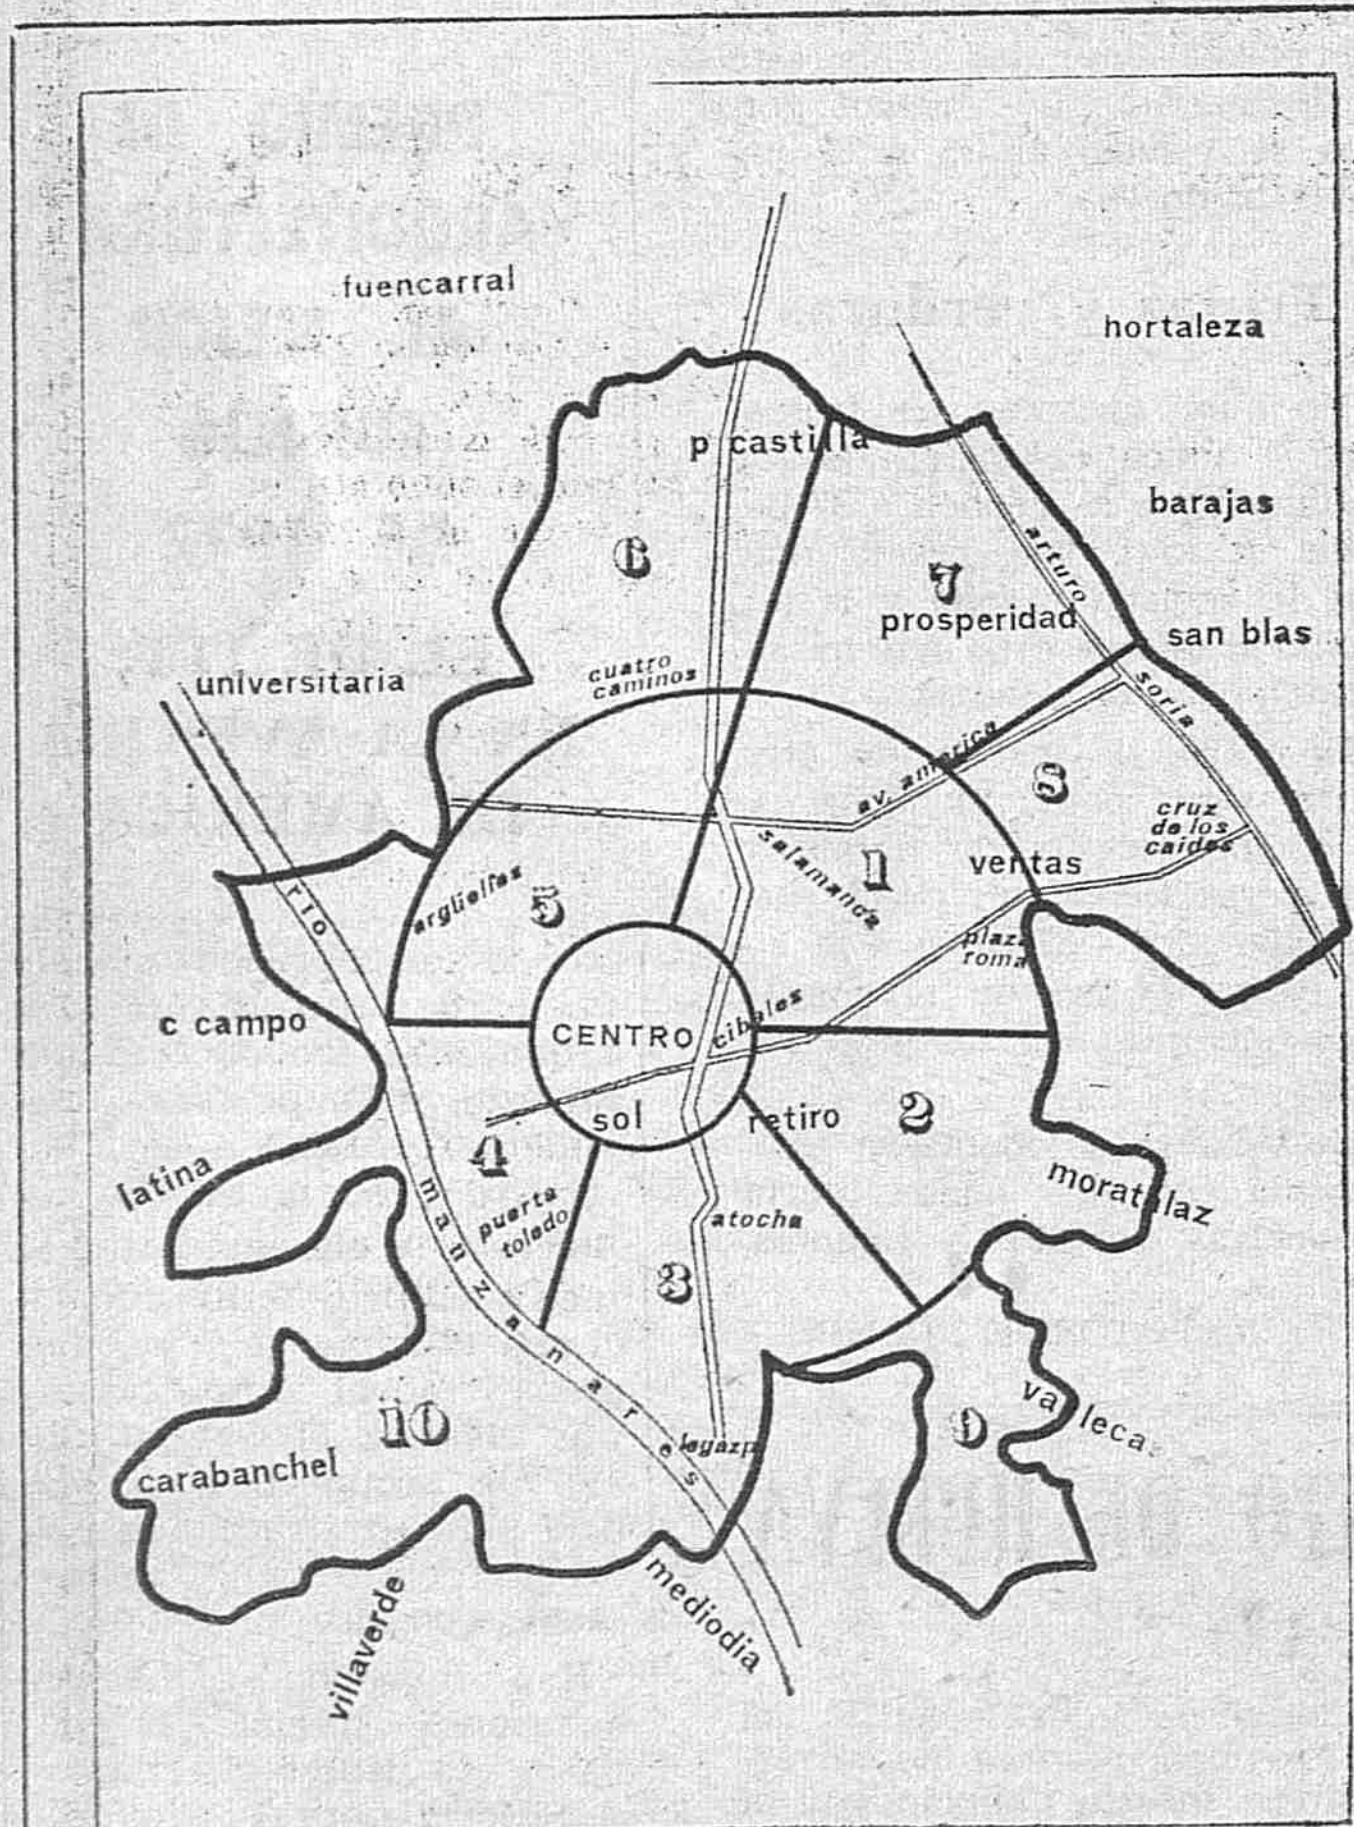 fuencarral
hortaleza
p castilla
barajas
6
arturo
7
prosperidad
san blas
cuatro
caminos
universitaria
soria
av. america
8
cruz
de los
caidos
salamanca
1
ventas
argüelles
5
rio
plaza
roma
c campo
CENTRO
cibeles
sol
retiro
2
4
latina
moratalaz
manzanares
puerta
toledo
atocha
3
vallecas
10
9
legazpi
carabanchel
villaverde
mediodia